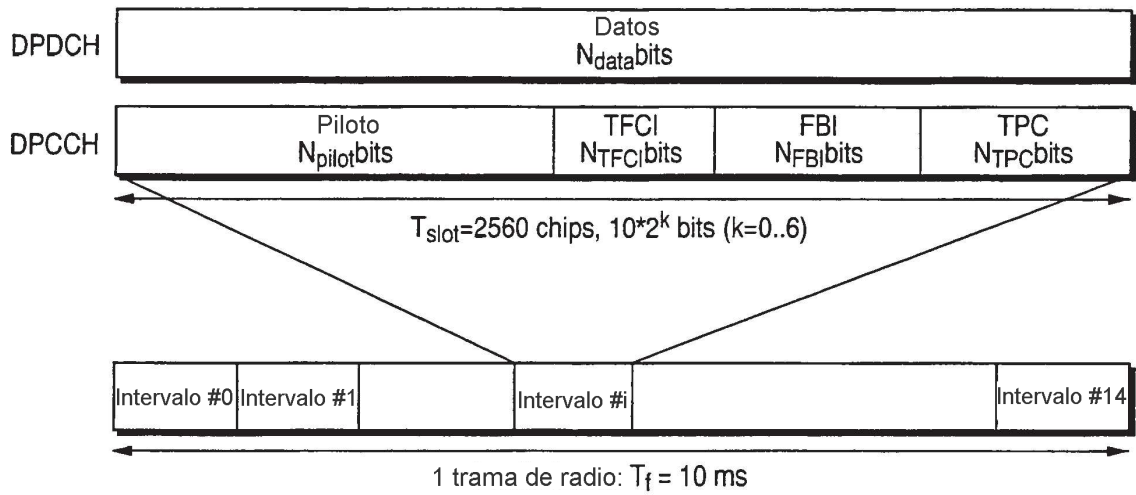 DPDCH
Datos
N_data bits
DPCCH
Piloto
N_pilot bits
TFCI
N_TFCI bits
FBI
N_FBI bits
TPC
N_TPC bits
T_slot=2560 chips, 10*2^k bits (k=0..6)
Intervalo #0
Intervalo #1
Intervalo #i
Intervalo #14
1 trama de radio: T_f = 10 ms